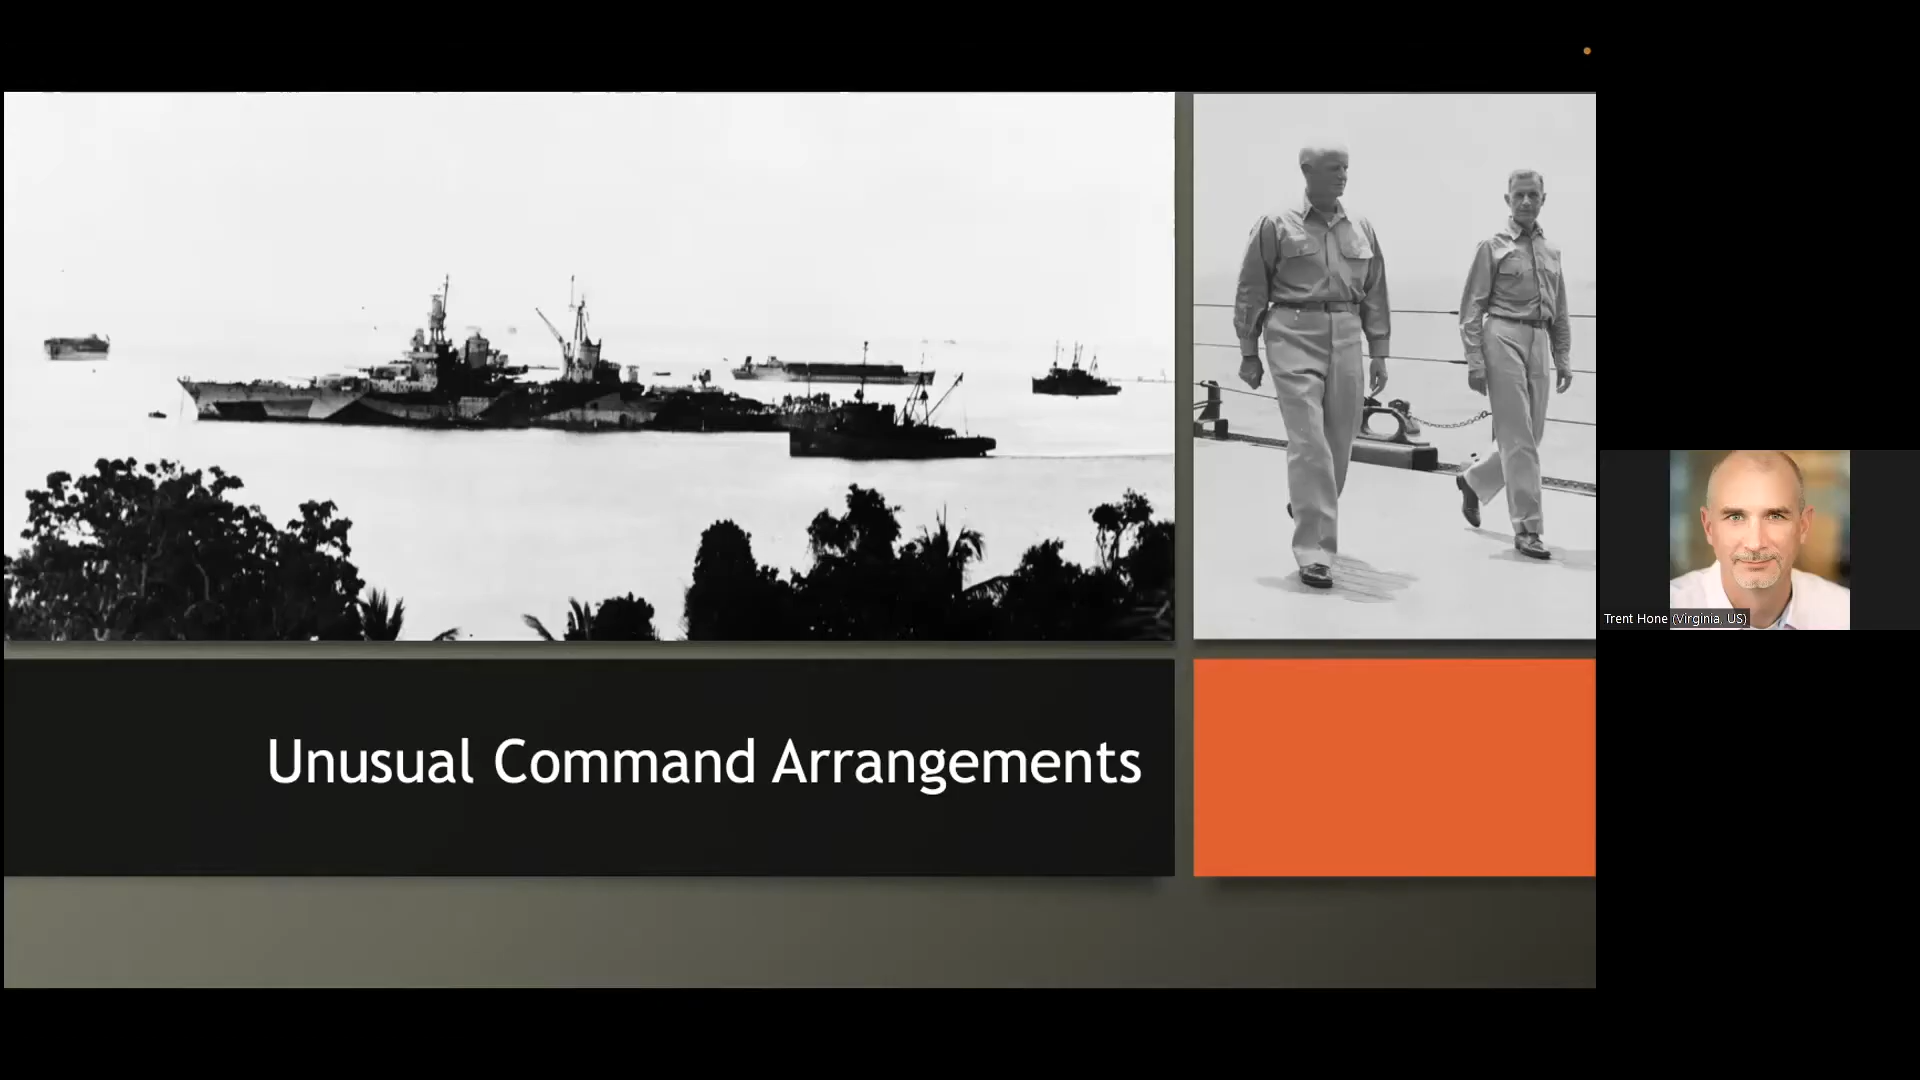 Unusual Command Arrangements
Trent Hone (Virginia, US)